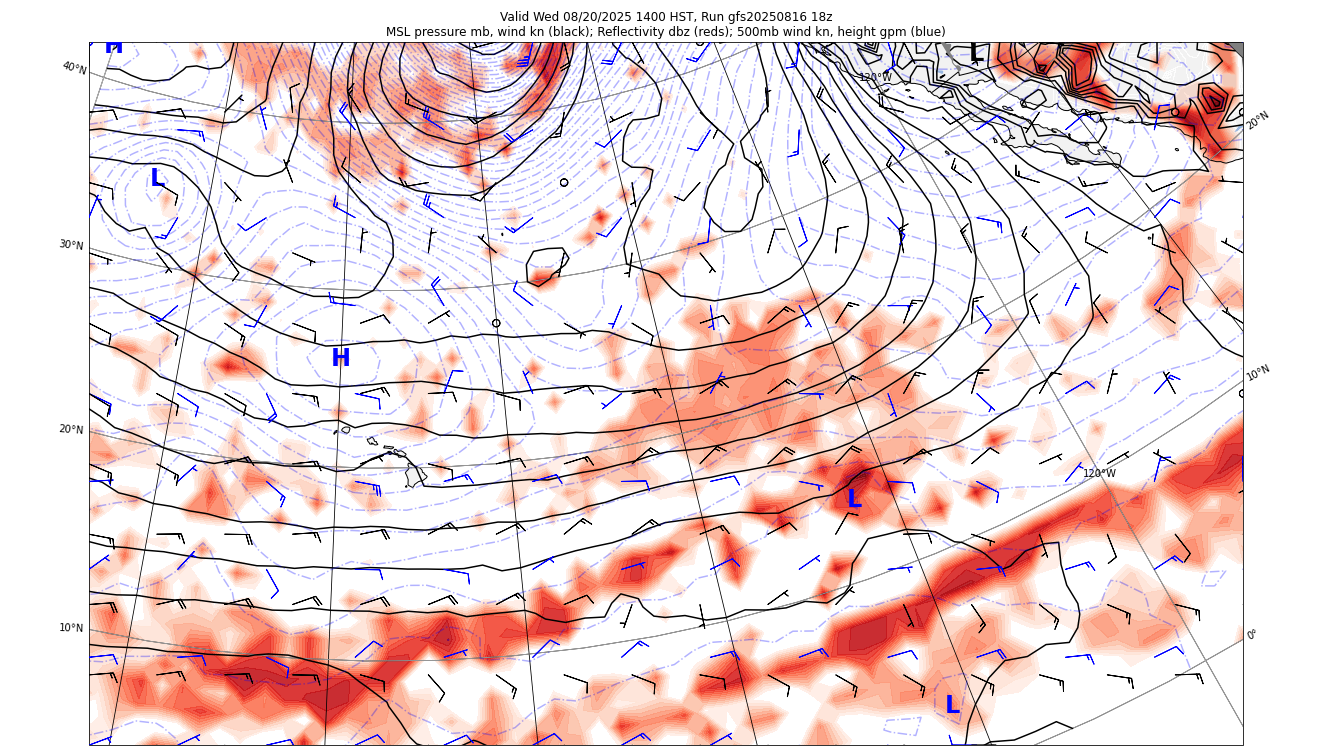 Valid Wed 08/20/2025 1400 HST, Run gfs20250816 18z
MSL pressure mb, wind kn (black); Reflectivity dbz (reds); 500mb wind kn, height gpm (blue)
H
L
40°N
120°W
20°N
L
30°N
H
10°N
20°N
120°W
L
10°N
0°
L